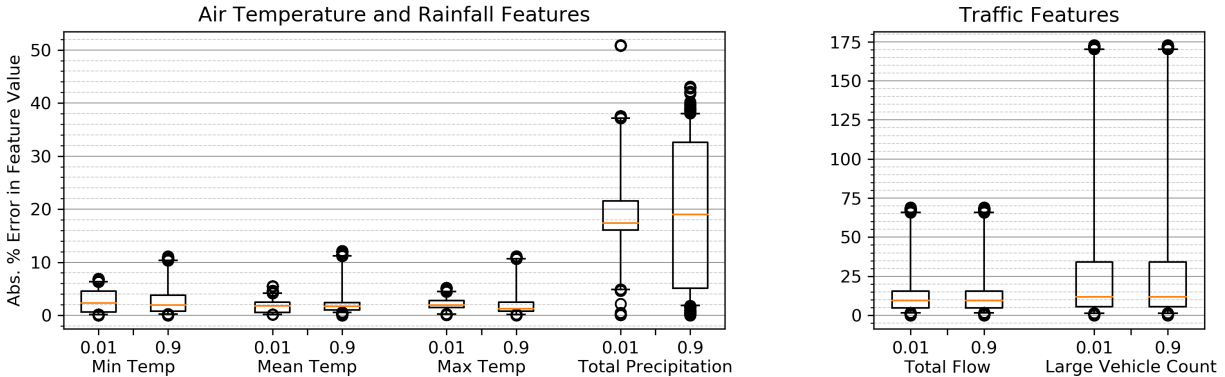 Air Temperature and Rainfall Features
Abs. % Error in Feature Value
50
40
30
20
10
0
0.01 0.9 0.01 0.9 0.01 0.9 0.01 0.9
Min Temp Mean Temp Max Temp Total Precipitation
Traffic Features
175
150
125
100
75
50
25
0
0.01 0.9 0.01 0.9
Total Flow Large Vehicle Count